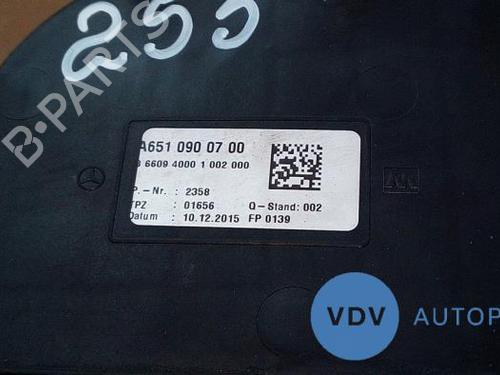 255
B-PARTS
A651 090 07 00
6 6609 4000 1 002 000
P.-Nr. : 2358
TPZ : 01656 Q-Stand: 002
Datum : 10.12.2015 FP 0139
VDV AUTOP